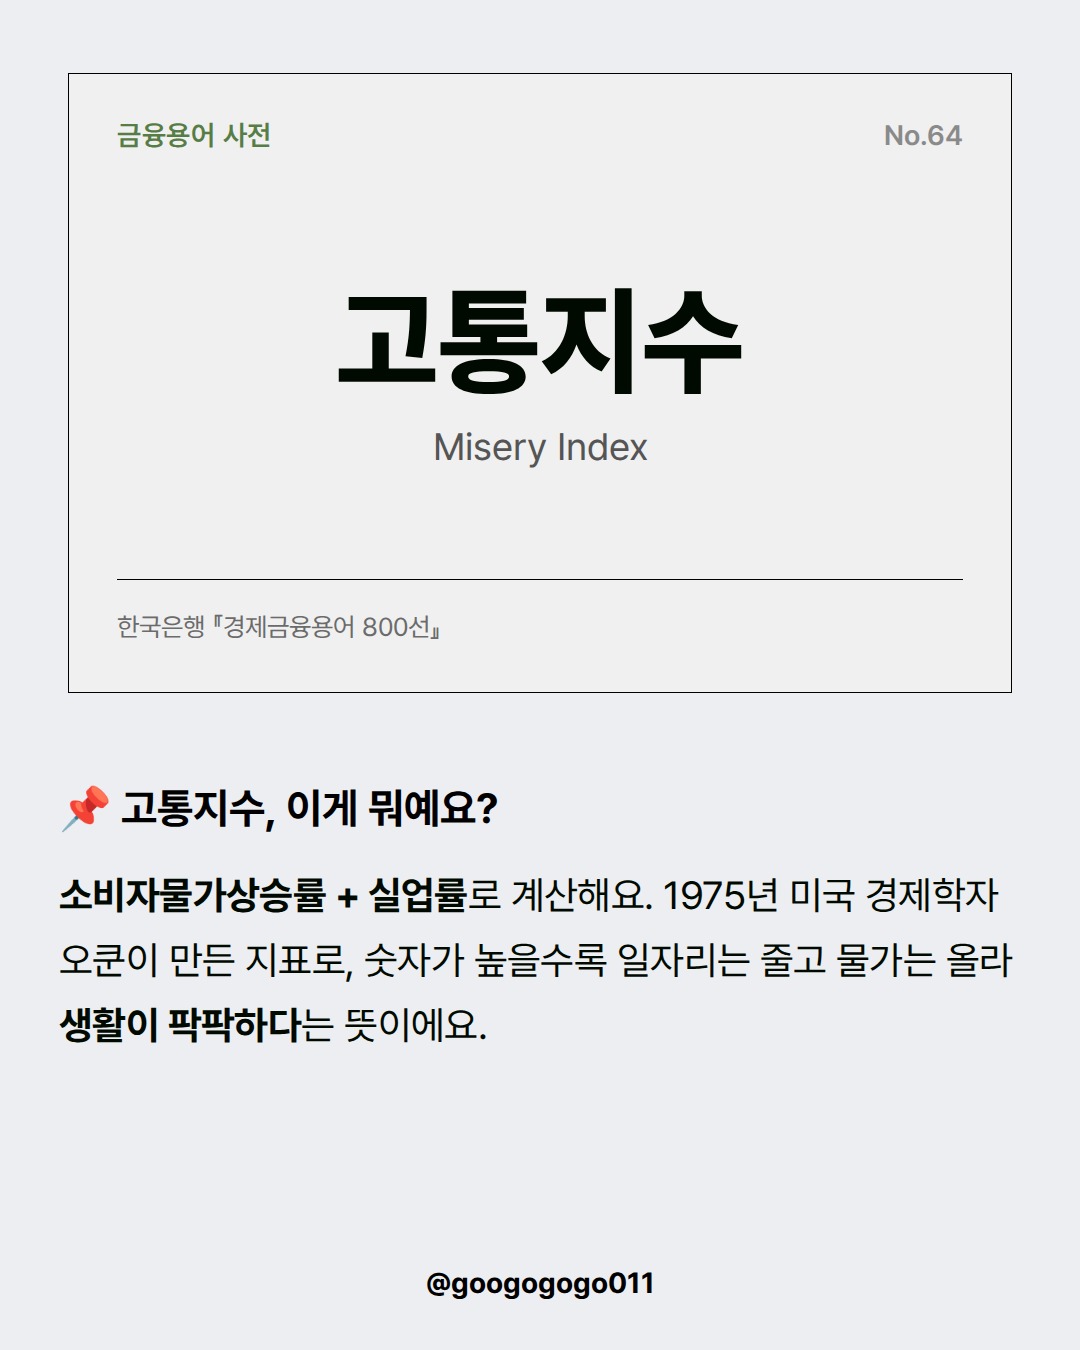 금융용어 사전
No.64
고통지수
Misery Index
한국은행 『경제금융용어 800선』
📌 고통지수, 이게 뭐예요?
소비자물가상승률 + 실업률로 계산해요. 1975년 미국 경제학자
오쿤이 만든 지표로, 숫자가 높을수록 일자리는 줄고 물가는 올라
생활이 팍팍하다는 뜻이에요.
@googogogo011